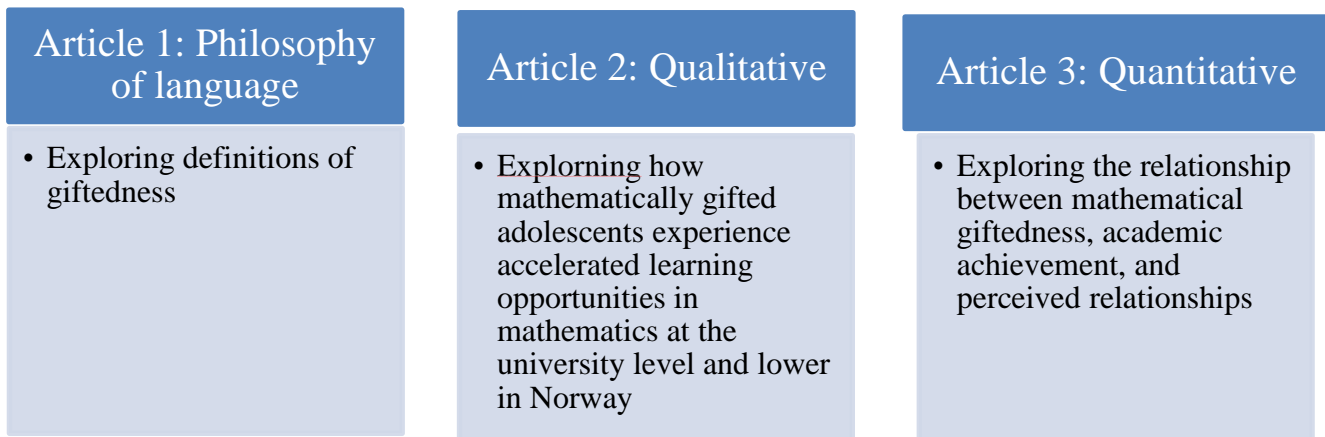 Article 1: Philosophy
of language
• Exploring definitions of
giftedness
Article 2: Qualitative
• Explorning how
mathematically gifted
adolescents experience
accelerated learning
opportunities in
mathematics at the
university level and lower
in Norway
Article 3: Quantitative
• Exploring the relationship
between mathematical
giftedness, academic
achievement, and
perceived relationships